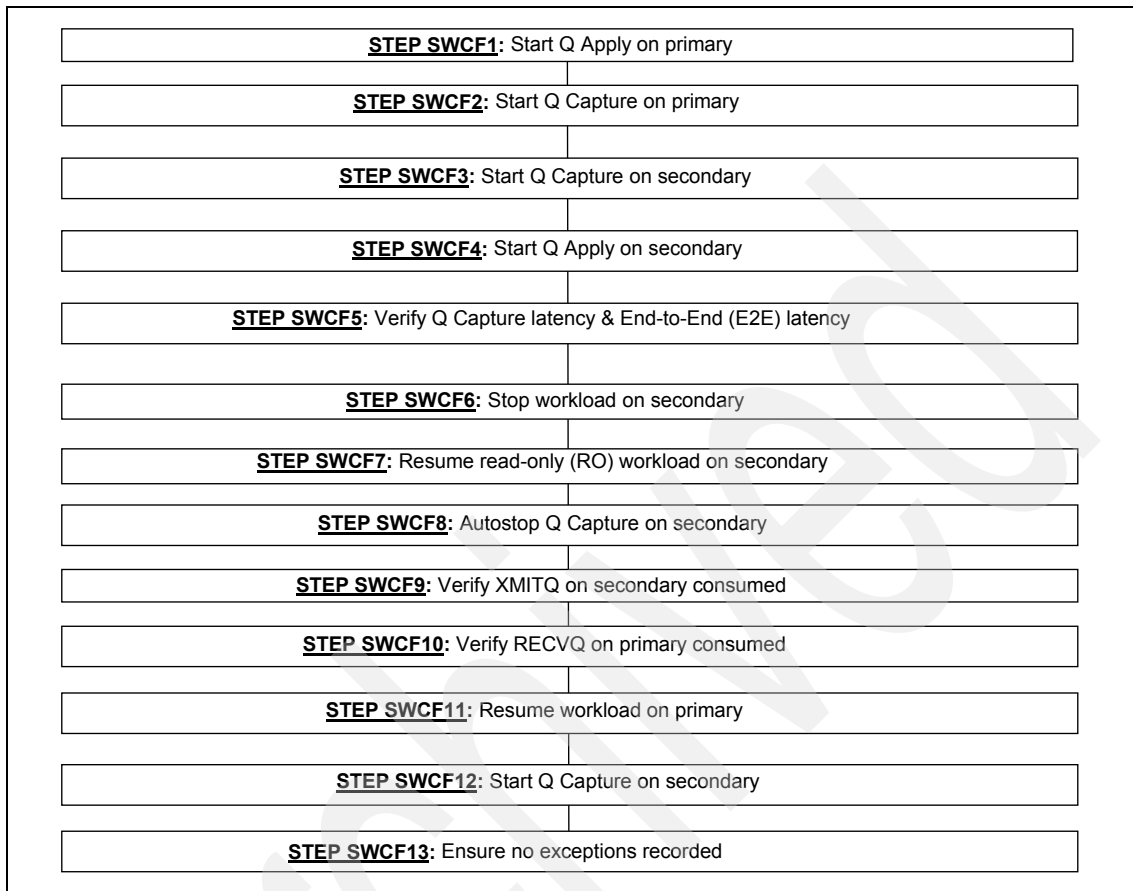 STEP SWCF1: Start Q Apply on primary
STEP SWCF2: Start Q Capture on primary
STEP SWCF3: Start Q Capture on secondary
STEP SWCF4: Start Q Apply on secondary
STEP SWCF5: Verify Q Capture latency & End-to-End (E2E) latency
STEP SWCF6: Stop workload on secondary
STEP SWCF7: Resume read-only (RO) workload on secondary
STEP SWCF8: Autostop Q Capture on secondary
STEP SWCF9: Verify XMITQ on secondary consumed
STEP SWCF10: Verify RECVQ on primary consumed
STEP SWCF11: Resume workload on primary
STEP SWCF12: Start Q Capture on secondary
STEP SWCF13: Ensure no exceptions recorded
chived